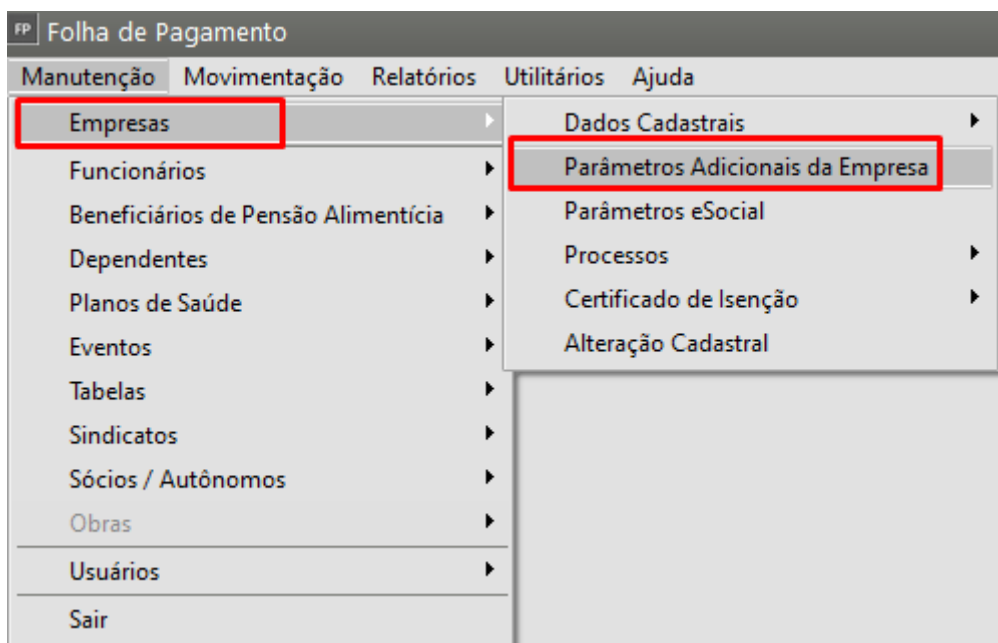 FP Folha de Pagamento
Manutenção Movimentação Relatórios Utilitários Ajuda
Empresas
Funcionários
Beneficiários de Pensão Alimentícia
Dependentes
Planos de Saúde
Eventos
Tabelas
Sindicatos
Sócios / Autônomos
Obras
Usuários
Sair
Dados Cadastrais
Parâmetros Adicionais da Empresa
Parâmetros eSocial
Processos
Certificado de Isenção
Alteração Cadastral